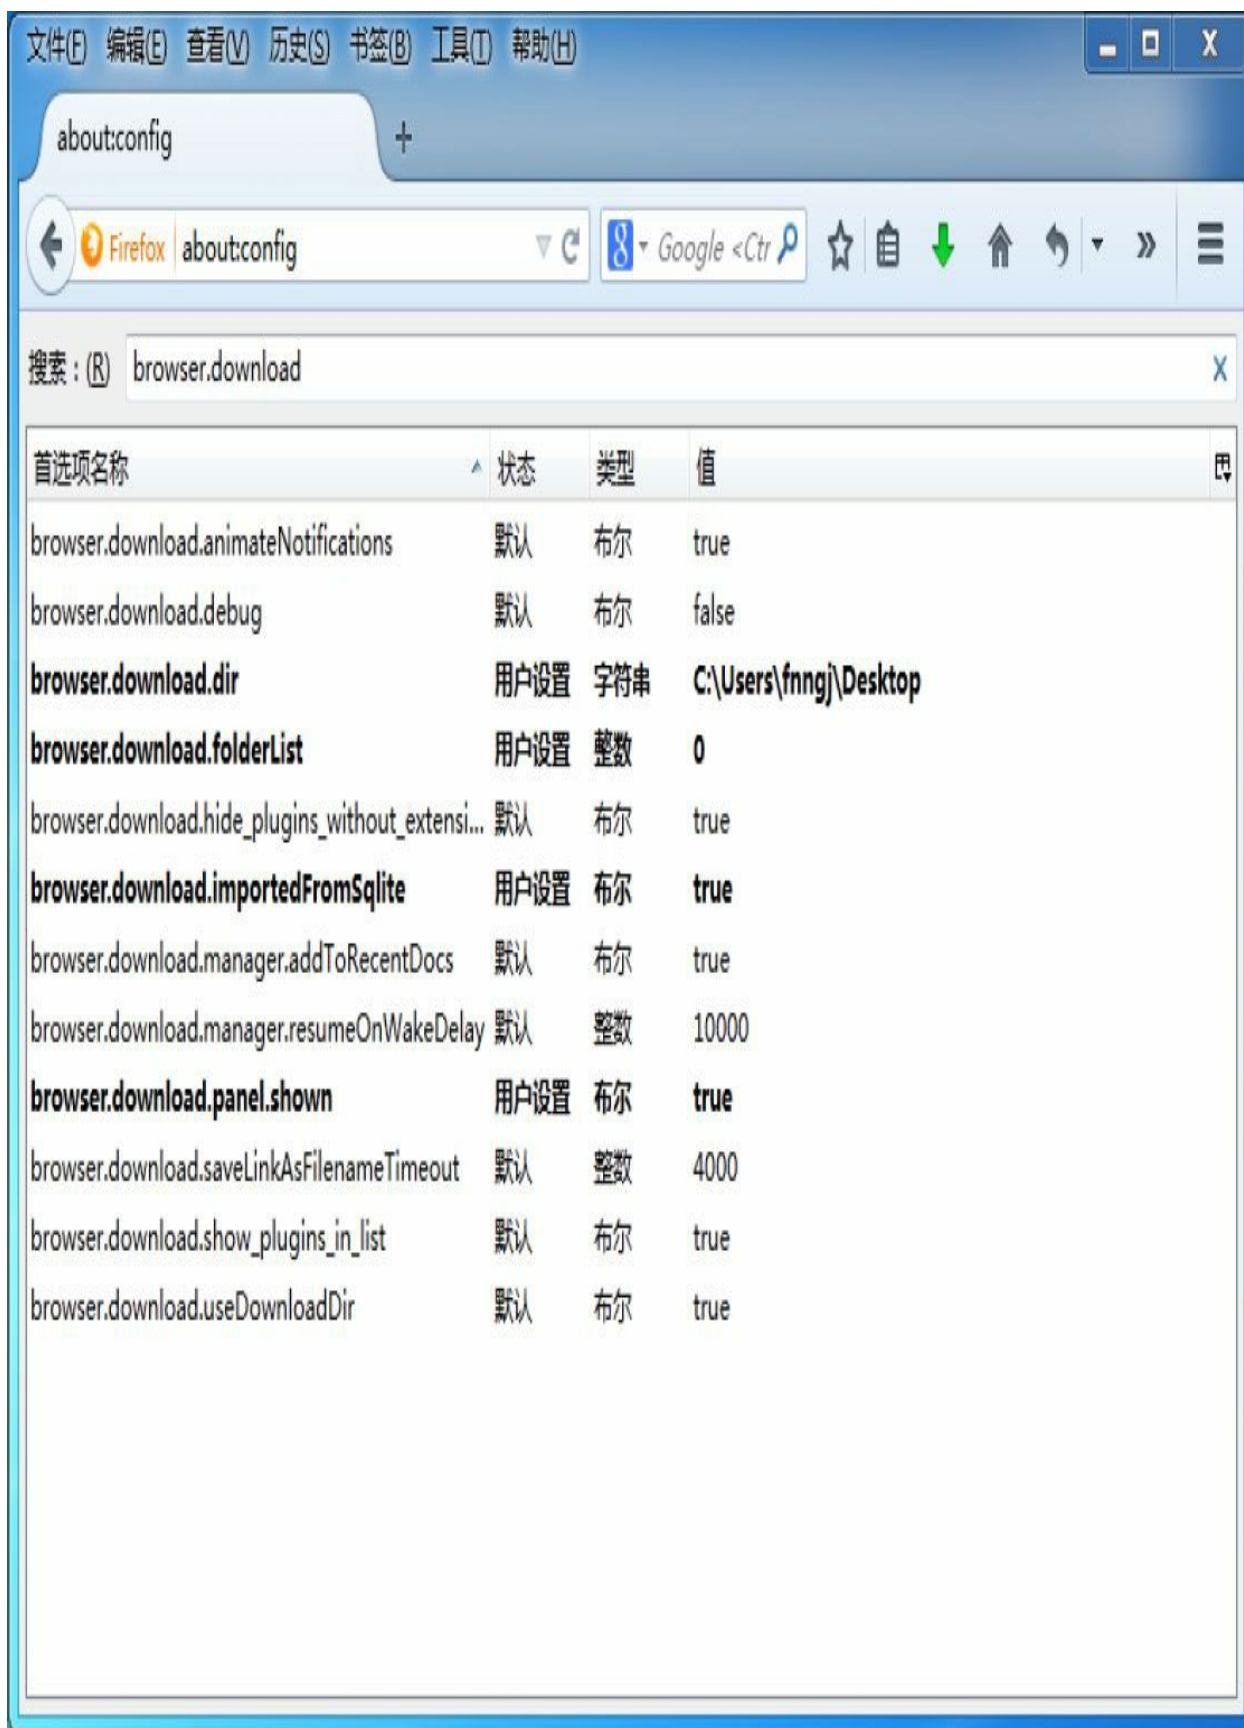 文件(F) 编辑(E) 查看(V) 历史(S) 书签(B) 工具(T) 帮助(H)
about:config
Firefox about:config Google <Ctr
搜索：(R) browser.download
首选项名称 状态 类型 值
browser.download.animateNotifications 默认 布尔 true
browser.download.debug 默认 布尔 false
browser.download.dir 用户设置 字符串 C:\Users\fnngj\Desktop
browser.download.folderList 用户设置 整数 0
browser.download.hide_plugins_without_extensi... 默认 布尔 true
browser.download.importedFromSqlite 用户设置 布尔 true
browser.download.manager.addToRecentDocs 默认 布尔 true
browser.download.manager.resumeOnWakeDelay 默认 整数 10000
browser.download.panel.shown 用户设置 布尔 true
browser.download.saveLinkAsFilenameTimeout 默认 整数 4000
browser.download.show_plugins_in_list 默认 布尔 true
browser.download.useDownloadDir 默认 布尔 true